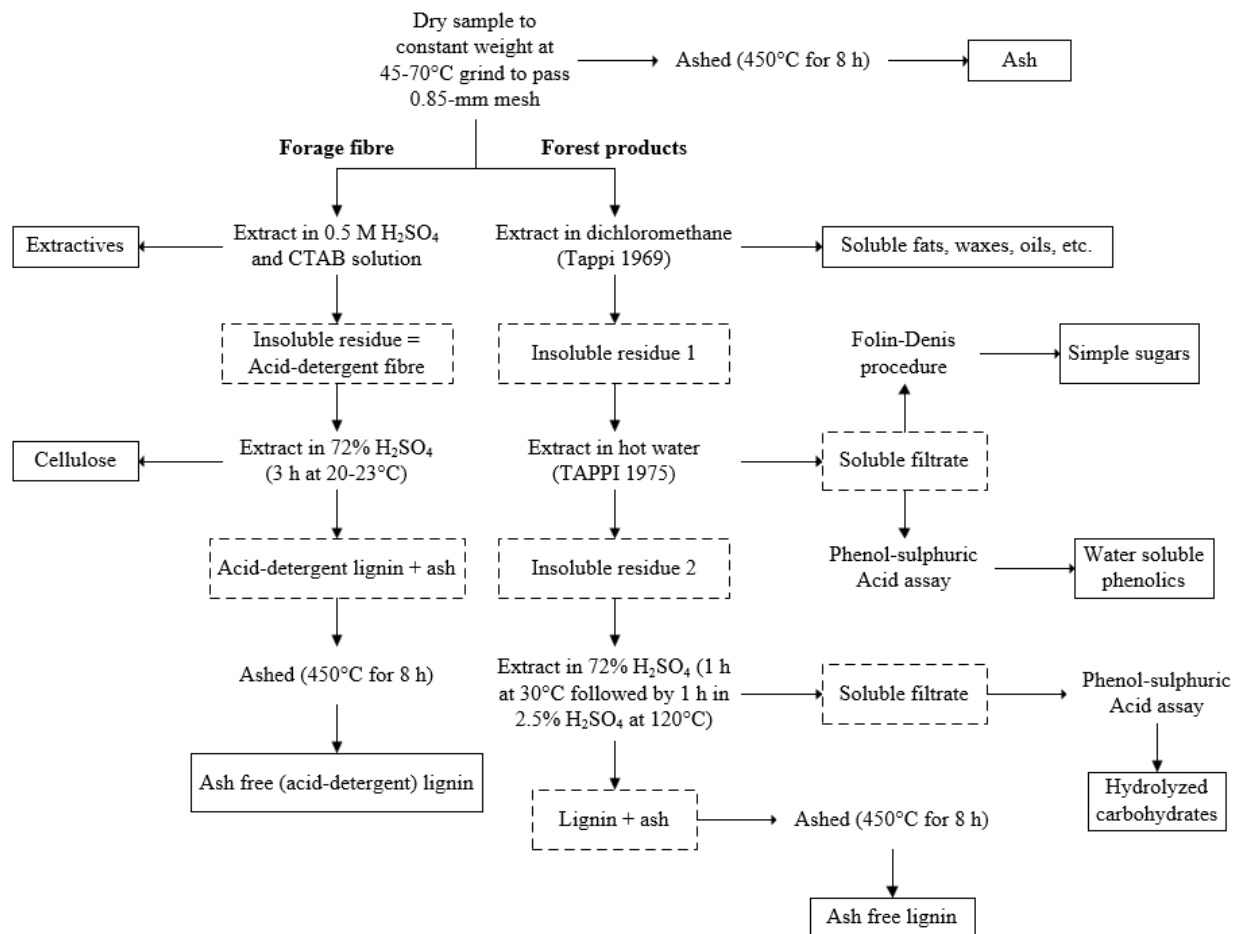 Dry sample to
constant weight at
45-70°C grind to pass
0.85-mm mesh
Ashed (450°C for 8 h)
Ash
Forage fibre
Forest products
Extractives
Extract in 0.5 M H₂SO₄
and CTAB solution
Extract in dichloromethane
(Tappi 1969)
Soluble fats, waxes, oils, etc.
Insoluble residue =
Acid-detergent fibre
Insoluble residue 1
Folin-Denis
procedure
Simple sugars
Cellulose
Extract in 72% H₂SO₄
(3 h at 20-23°C)
Extract in hot water
(TAPPI 1975)
Soluble filtrate
Acid-detergent lignin + ash
Insoluble residue 2
Phenol-sulphuric
Acid assay
Water soluble
phenolics
Ashed (450°C for 8 h)
Extract in 72% H₂SO₄ (1 h
at 30°C followed by 1 h in
2.5% H₂SO₄ at 120°C)
Soluble filtrate
Phenol-sulphuric
Acid assay
Ash free (acid-detergent) lignin
Hydrolyzed
carbohydrates
Lignin + ash
Ashed (450°C for 8 h)
Ash free lignin